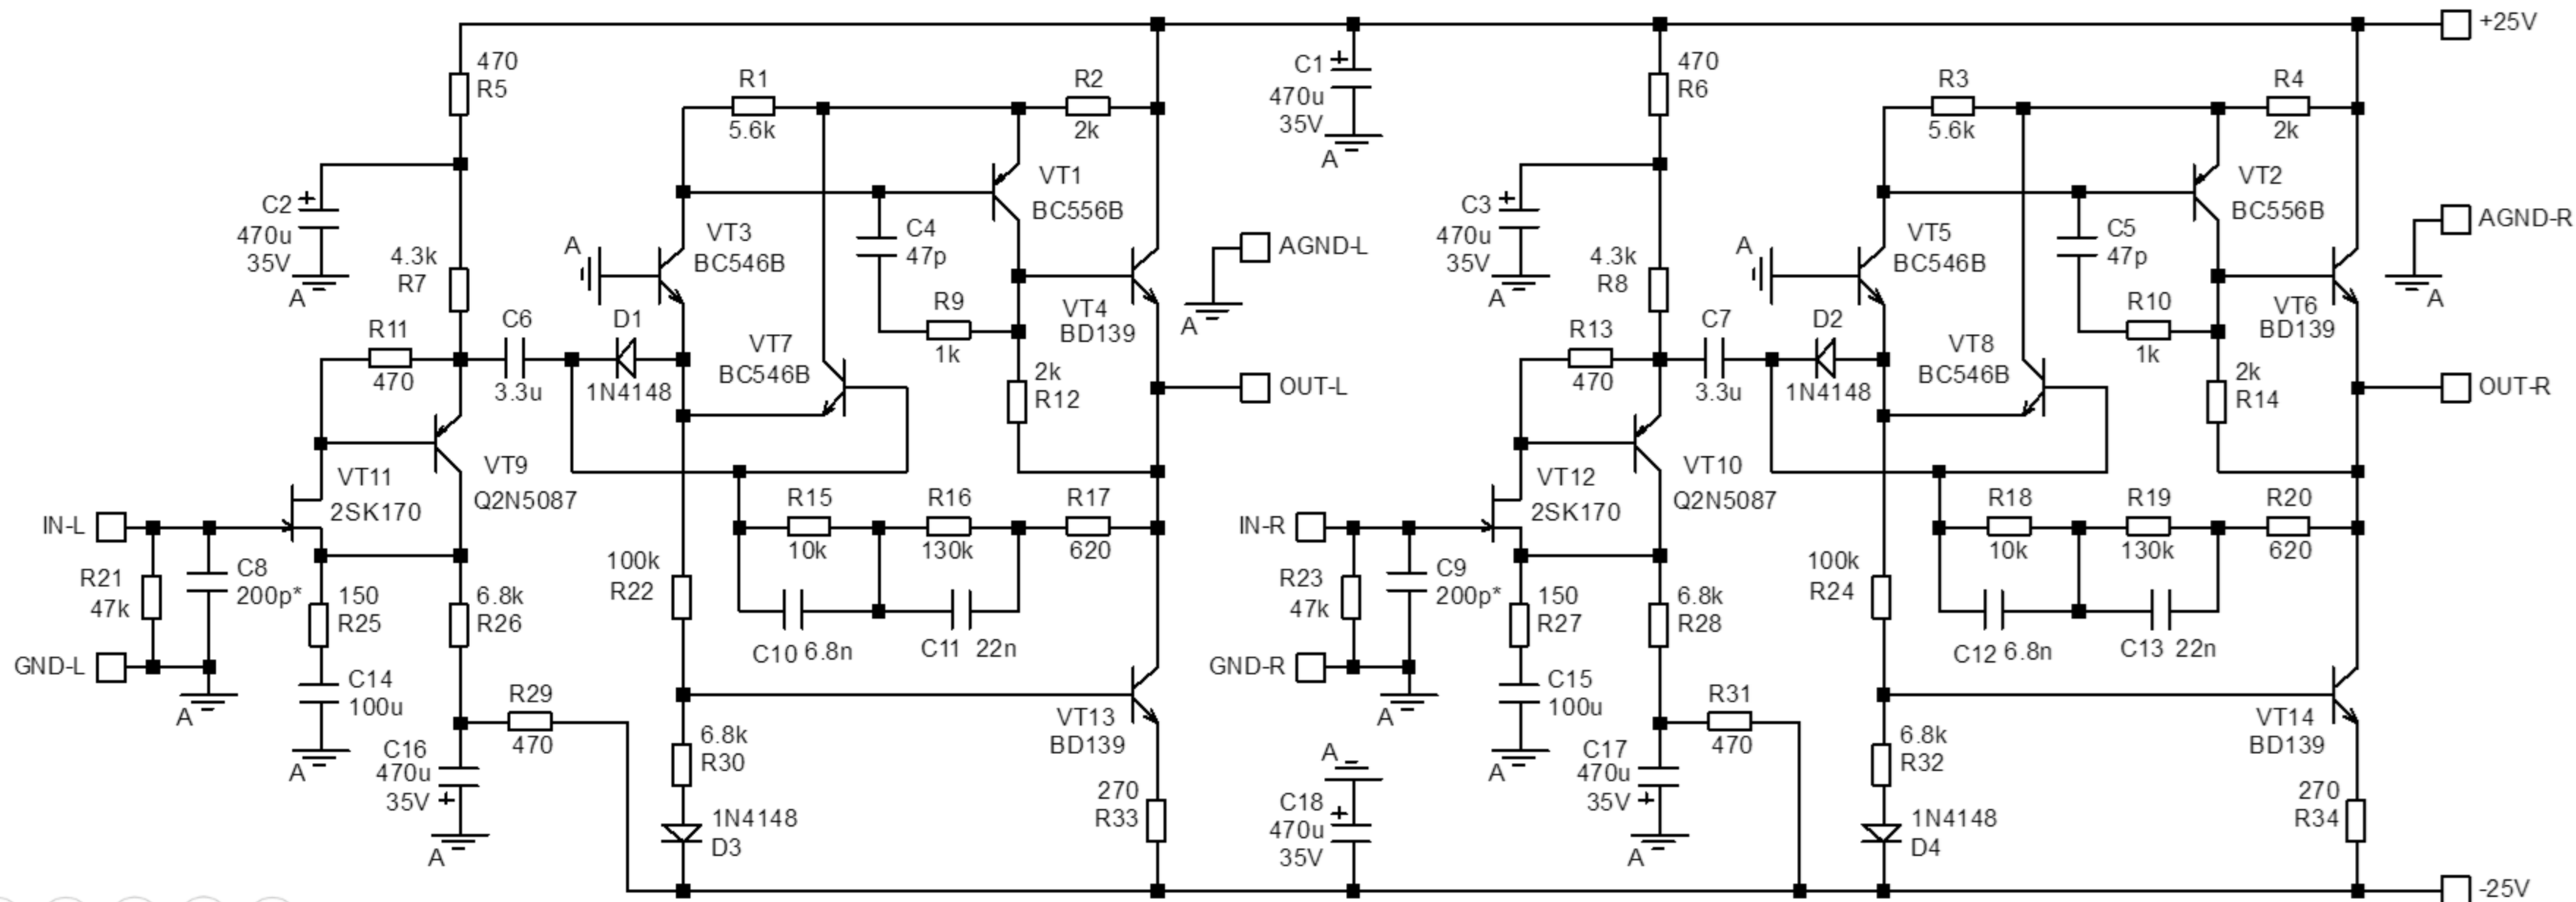 470
R5
C2
470u
35V
A
4.3k
R7
R11
470
C6
3.3u
D1
1N4148
A
VT3
BC546B
R1
5.6k
R2
2k
VT1
BC556B
C4
47p
R9
1k
VT4
BD139
VT7
BC546B
2k
R12
AGND-L
A
OUT-L
VT11
2SK170
VT9
Q2N5087
IN-L
R21
47k
C8
200p*
GND-L
A
150
R25
C14
100u
A
6.8k
R26
R29
470
C16
470u
35V
A
R15
10k
R16
130k
R17
620
C10 6.8n
C11 22n
100k
R22
6.8k
R30
1N4148
D3
VT13
BD139
270
R33
C1
470u
35V
A
A
C18
470u
35V
470
R6
C3
470u
35V
A
4.3k
R8
R13
470
C7
3.3u
D2
1N4148
A
VT5
BC546B
R3
5.6k
R4
2k
VT2
BC556B
C5
47p
R10
1k
VT6
BD139
VT8
BC546B
2k
R14
+25V
AGND-R
A
OUT-R
VT12
2SK170
VT10
Q2N5087
IN-R
R23
47k
C9
200p*
GND-R
A
150
R27
C15
100u
A
6.8k
R28
R31
470
C17
470u
35V
A
R18
10k
R19
130k
R20
620
C12 6.8n
C13 22n
100k
R24
6.8k
R32
1N4148
D4
VT14
BD139
270
R34
-25V